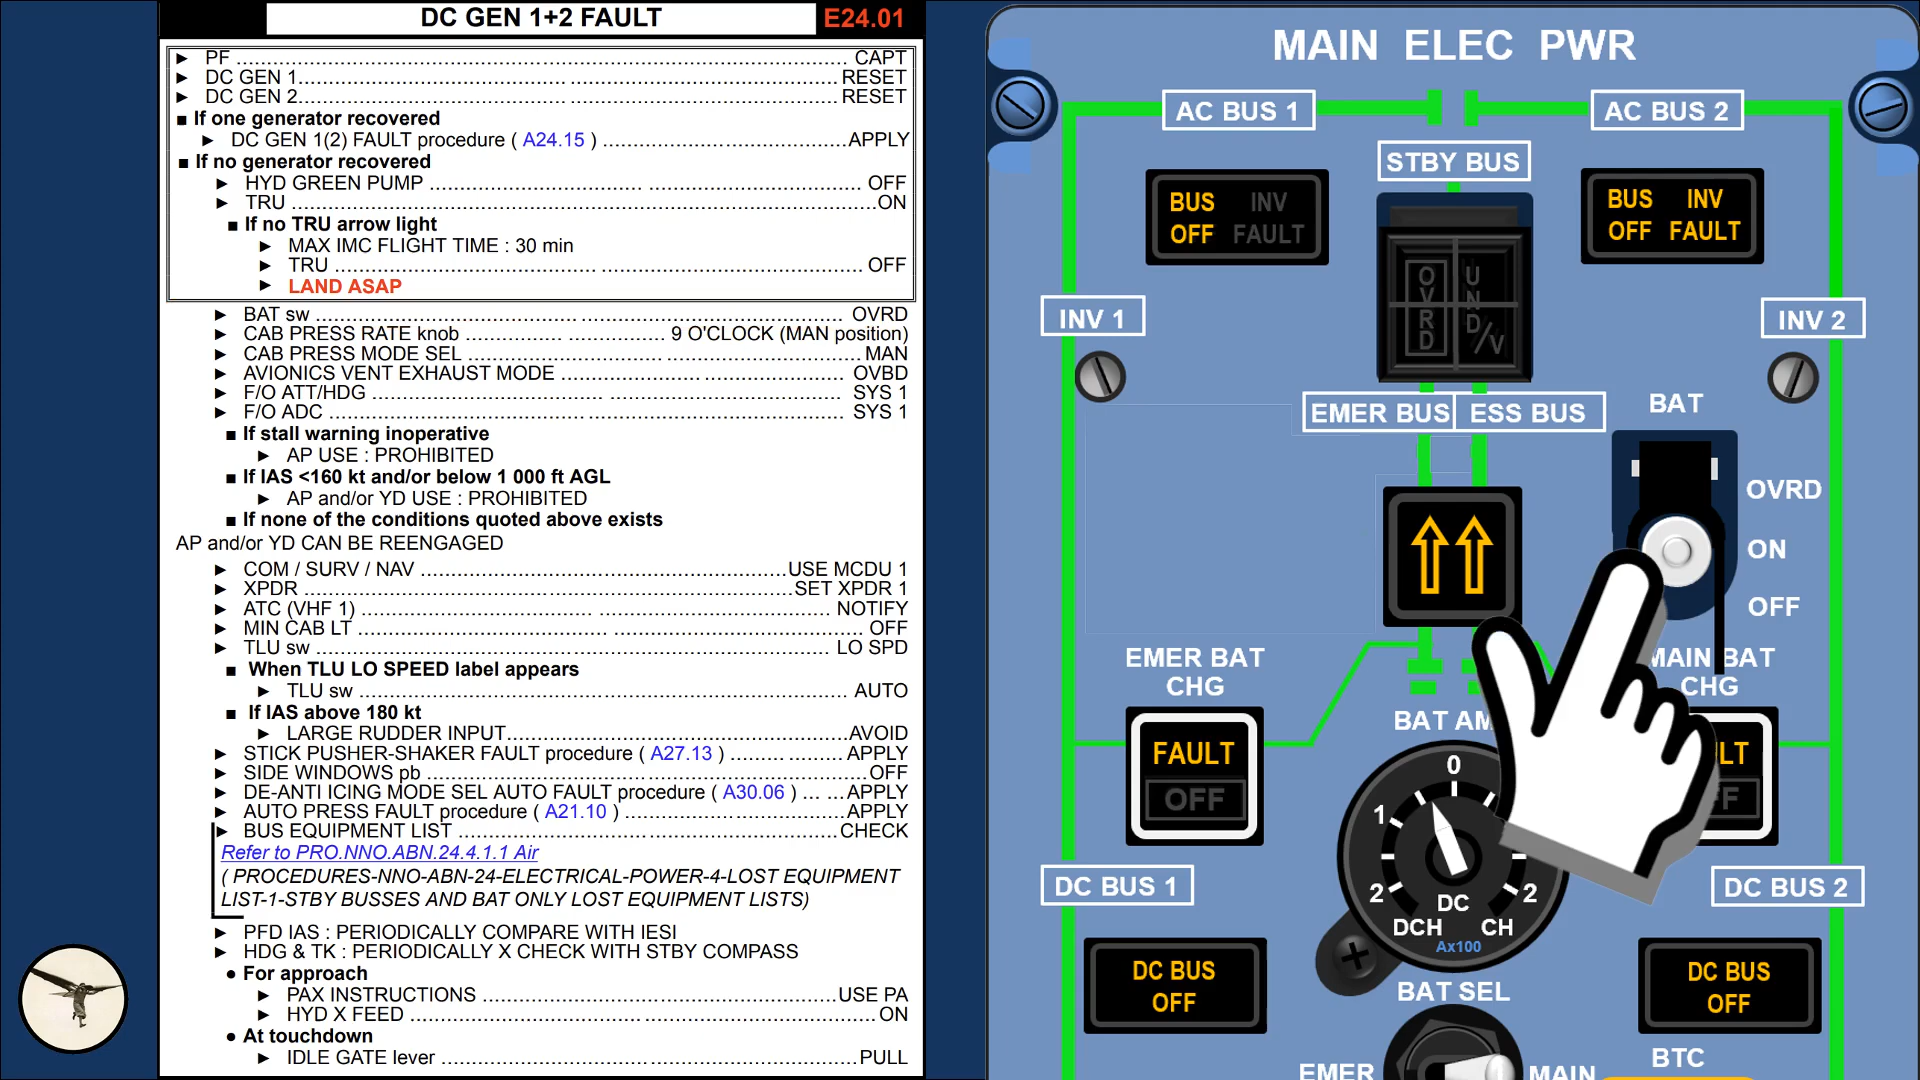 DC GEN 1+2 FAULT E24.01
PF ........ CAPT
DC GEN 1........ RESET
DC GEN 2........ RESET
If one generator recovered
DC GEN 1(2) FAULT procedure ( A24.15 ) ........APPLY
If no generator recovered
HYD GREEN PUMP ........ OFF
TRU ........ON
If no TRU arrow light
MAX IMC FLIGHT TIME : 30 min
TRU ........ OFF
LAND ASAP
BAT sw ........ OVRD
CAB PRESS RATE knob ........ 9 O'CLOCK (MAN position)
CAB PRESS MODE SEL ........ MAN
AVIONICS VENT EXHAUST MODE ........ OVBD
F/O ATT/HDG ........ SYS 1
F/O ADC ........ SYS 1
If stall warning inoperative
AP USE : PROHIBITED
If IAS <160 kt and/or below 1 000 ft AGL
AP and/or YD USE : PROHIBITED
If none of the conditions quoted above exists
AP and/or YD CAN BE REENGAGED
COM / SURV / NAV ........USE MCDU 1
XPDR ........SET XPDR 1
ATC (VHF 1) ........ NOTIFY
MIN CAB LT ........ OFF
TLU sw ........ LO SPD
When TLU LO SPEED label appears
TLU sw ........ AUTO
If IAS above 180 kt
LARGE RUDDER INPUT........AVOID
STICK PUSHER-SHAKER FAULT procedure ( A27.13 ) ........ APPLY
SIDE WINDOWS pb ........OFF
DE-ANTI ICING MODE SEL AUTO FAULT procedure ( A30.06 ) ... ...APPLY
AUTO PRESS FAULT procedure ( A21.10 ) ........APPLY
BUS EQUIPMENT LIST ........CHECK
Refer to PRO.NNO.ABN.24.4.1.1 Air
( PROCEDURES-NNO-ABN-24-ELECTRICAL-POWER-4-LOST EQUIPMENT
LIST-1-STBY BUSSES AND BAT ONLY LOST EQUIPMENT LISTS)
PFD IAS : PERIODICALLY COMPARE WITH IESI
HDG & TK : PERIODICALLY X CHECK WITH STBY COMPASS
For approach
PAX INSTRUCTIONS ........USE PA
HYD X FEED ........ON
At touchdown
IDLE GATE lever ........PULL
MAIN ELEC PWR
AC BUS 1
AC BUS 2
STBY BUS
BUS OFF
INV FAULT
BUS OFF
INV FAULT
OVRD
UND/V
INV 1
INV 2
EMER BUS
ESS BUS
BAT
OVRD
ON
OFF
EMER BAT
CHG
MAIN BAT
CHG
BAT AM
FAULT
OFF
LT
FF
0
1
2
2
DC
DCH
CH
Ax100
DC BUS 1
DC BUS 2
DC BUS
OFF
DC BUS
OFF
BAT SEL
EMER
MAIN
BTC